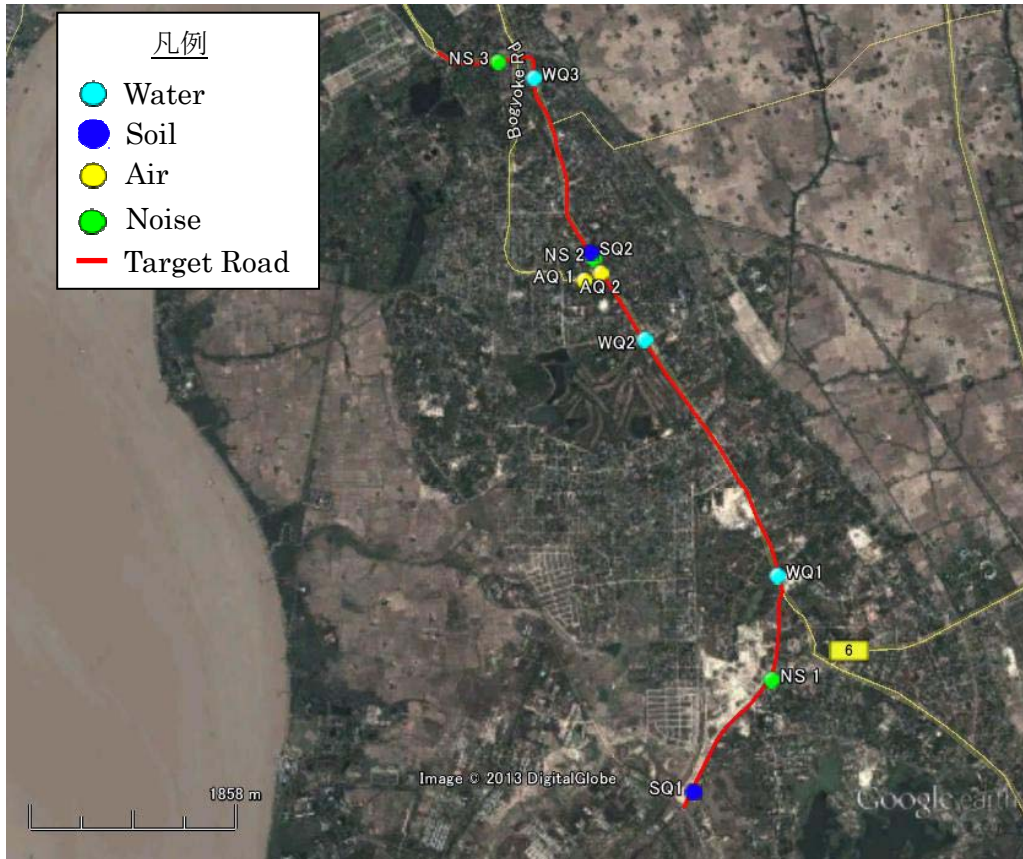 凡例
Water
Soil
Air
Noise
Target Road
NS 3
Bogyoke Rd
WQ3
NS 2
SQ2
AQ 1
AQ 2
WQ2
WQ1
6
NS 1
SQ1
Image © 2013 DigitalGlobe
1858 m
Google earth